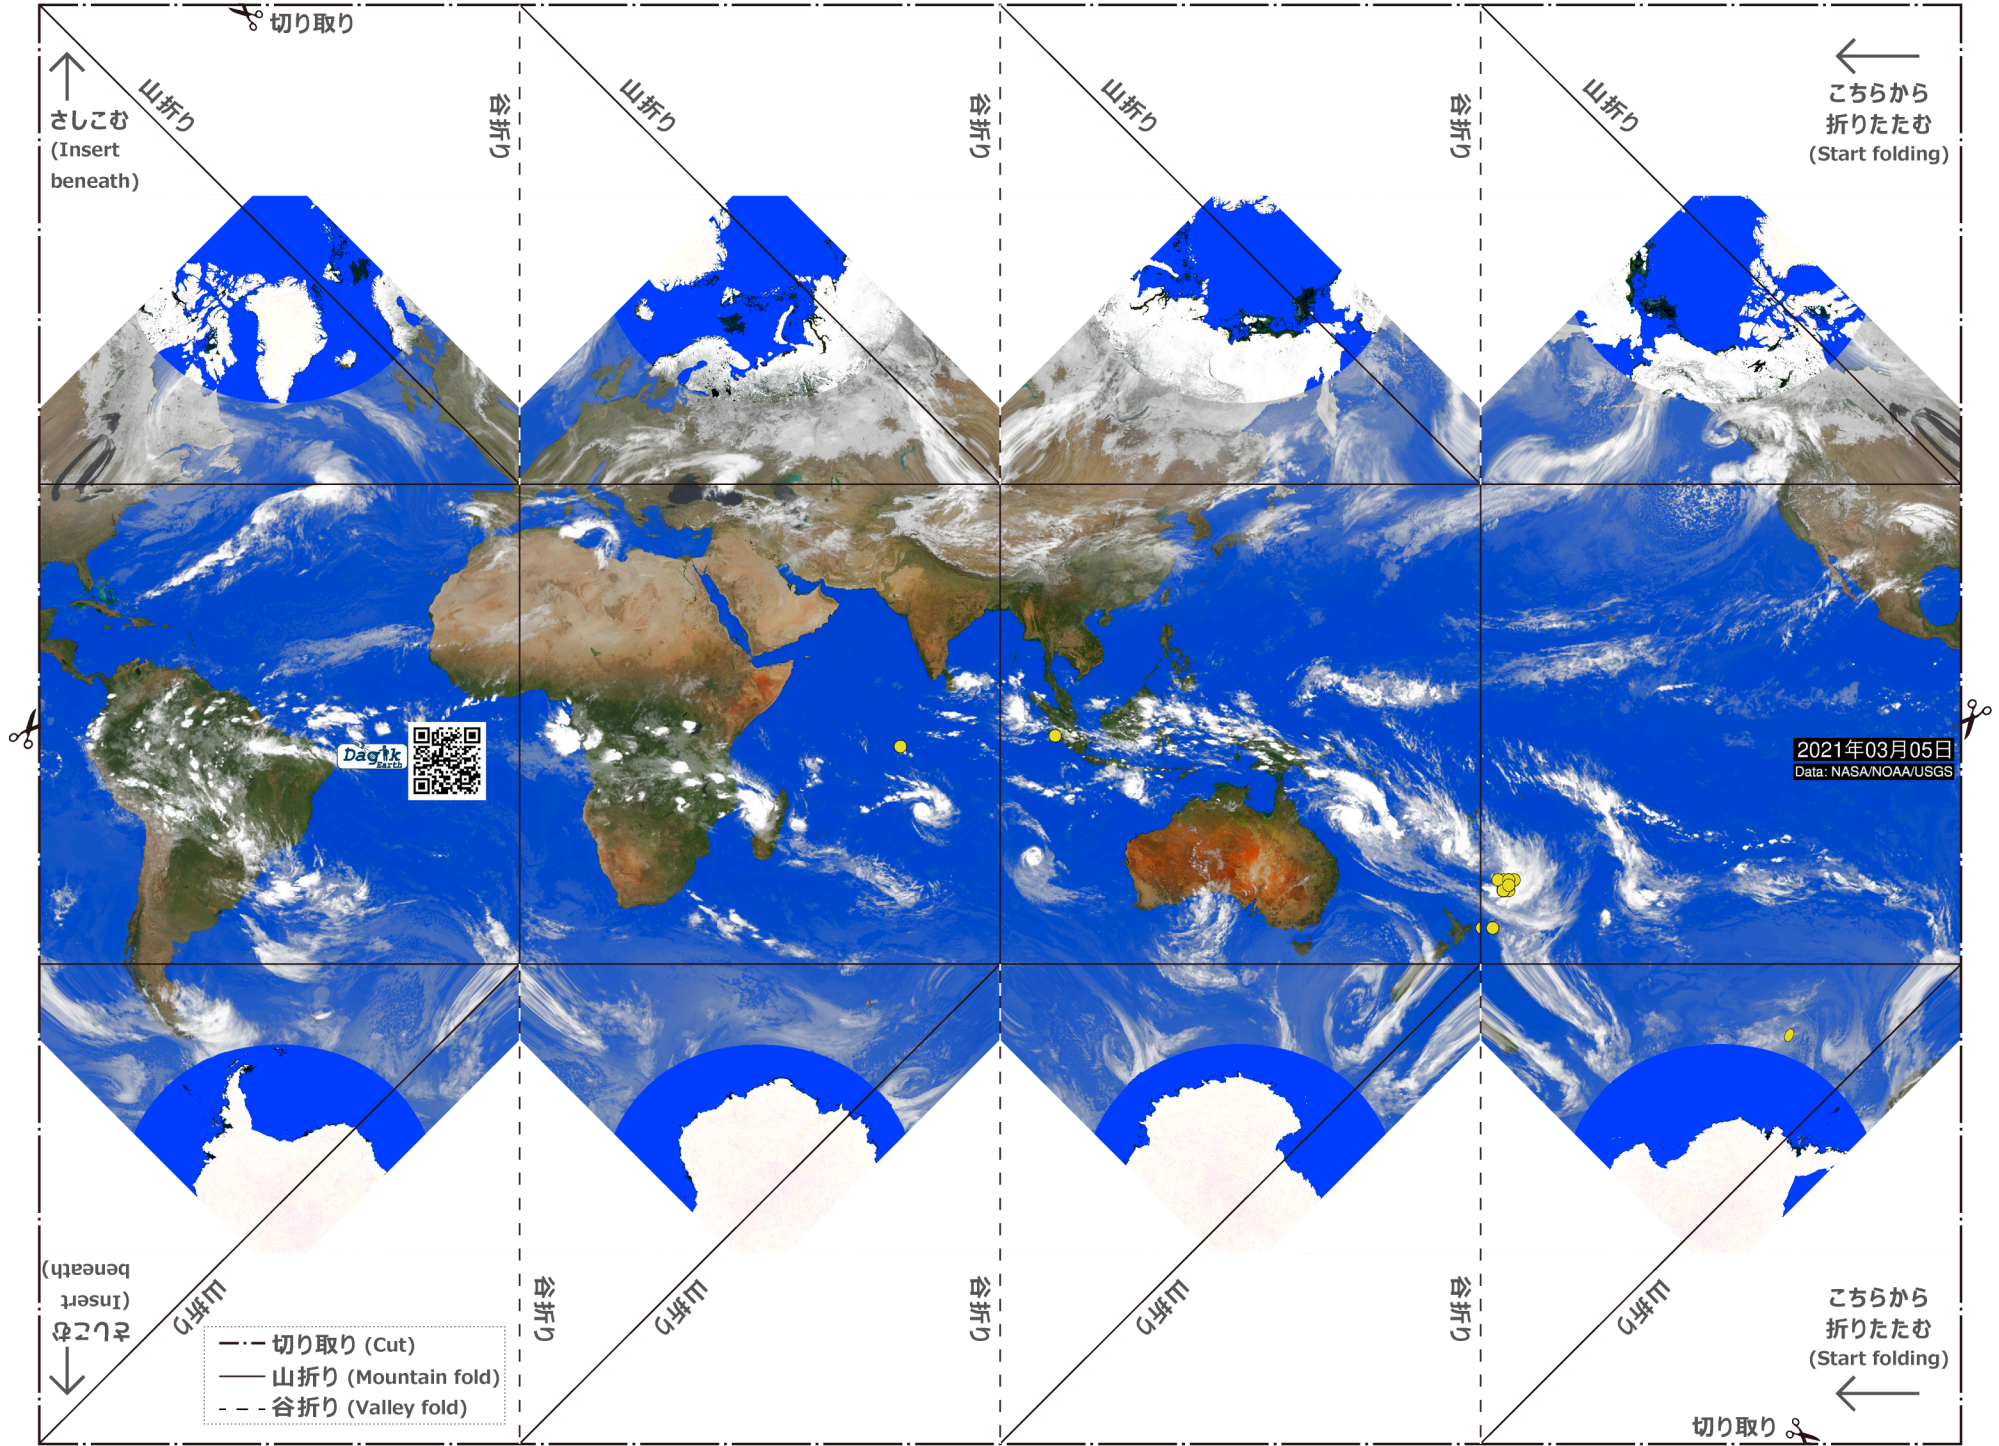 切り取り
さしこむ
(Insert
beneath)
山折り
谷折り
山折り
谷折り
山折り
谷折り
山折り
こちらから
折りたたむ
(Start folding)
Dagik
Earth
2021年03月05日
Data: NASA/NOAA/USGS
さしこむ
(Insert
beneath)
山折り
谷折り
山折り
谷折り
山折り
谷折り
山折り
こちらから
折りたたむ
(Start folding)
切り取り (Cut)
山折り (Mountain fold)
谷折り (Valley fold)
切り取り